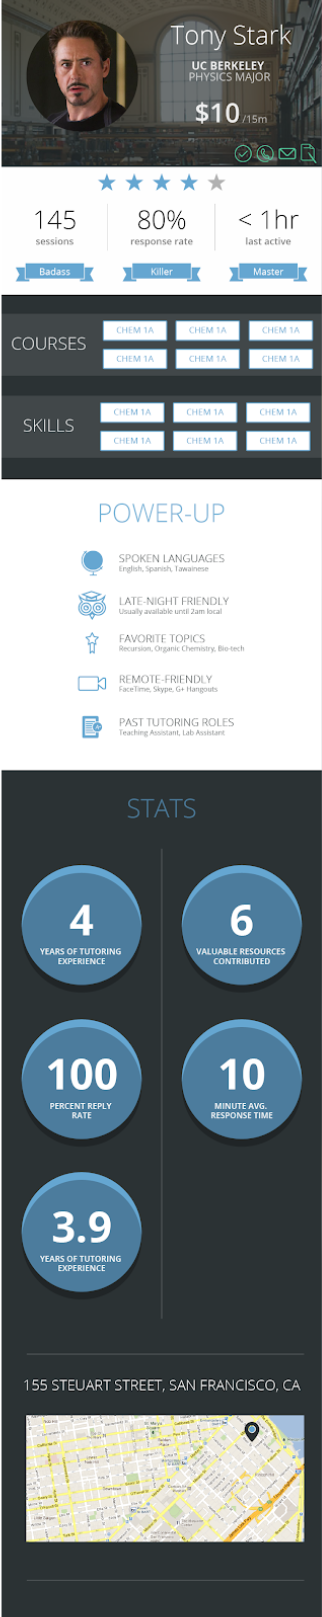 Tony Stark
UC BERKELEY
PHYSICS MAJOR
$10 /15m
145
sessions
80%
response rate
< 1hr
last active
Badass
Killer
Master
COURSES
CHEM 1A CHEM 1A CHEM 1A
CHEM 1A CHEM 1A CHEM 1A
SKILLS
CHEM 1A CHEM 1A CHEM 1A
CHEM 1A CHEM 1A CHEM 1A
POWER-UP
SPOKEN LANGUAGES
English, Spanish, Tawainese
LATE-NIGHT FRIENDLY
Usually available until 2am local
FAVORITE TOPICS
Recursion, Organic Chemistry, Bio-tech
REMOTE-FRIENDLY
FaceTime, Skype, G+ Hangouts
PAST TUTORING ROLES
Teaching Assistant, Lab Assistant
STATS
4
YEARS OF TUTORING
EXPERIENCE
6
VALUABLE RESOURCES
CONTRIBUTED
100
PERCENT REPLY
RATE
10
MINUTE AVG.
RESPONSE TIME
3.9
YEARS OF TUTORING
EXPERIENCE
155 STEUART STREET, SAN FRANCISCO, CA